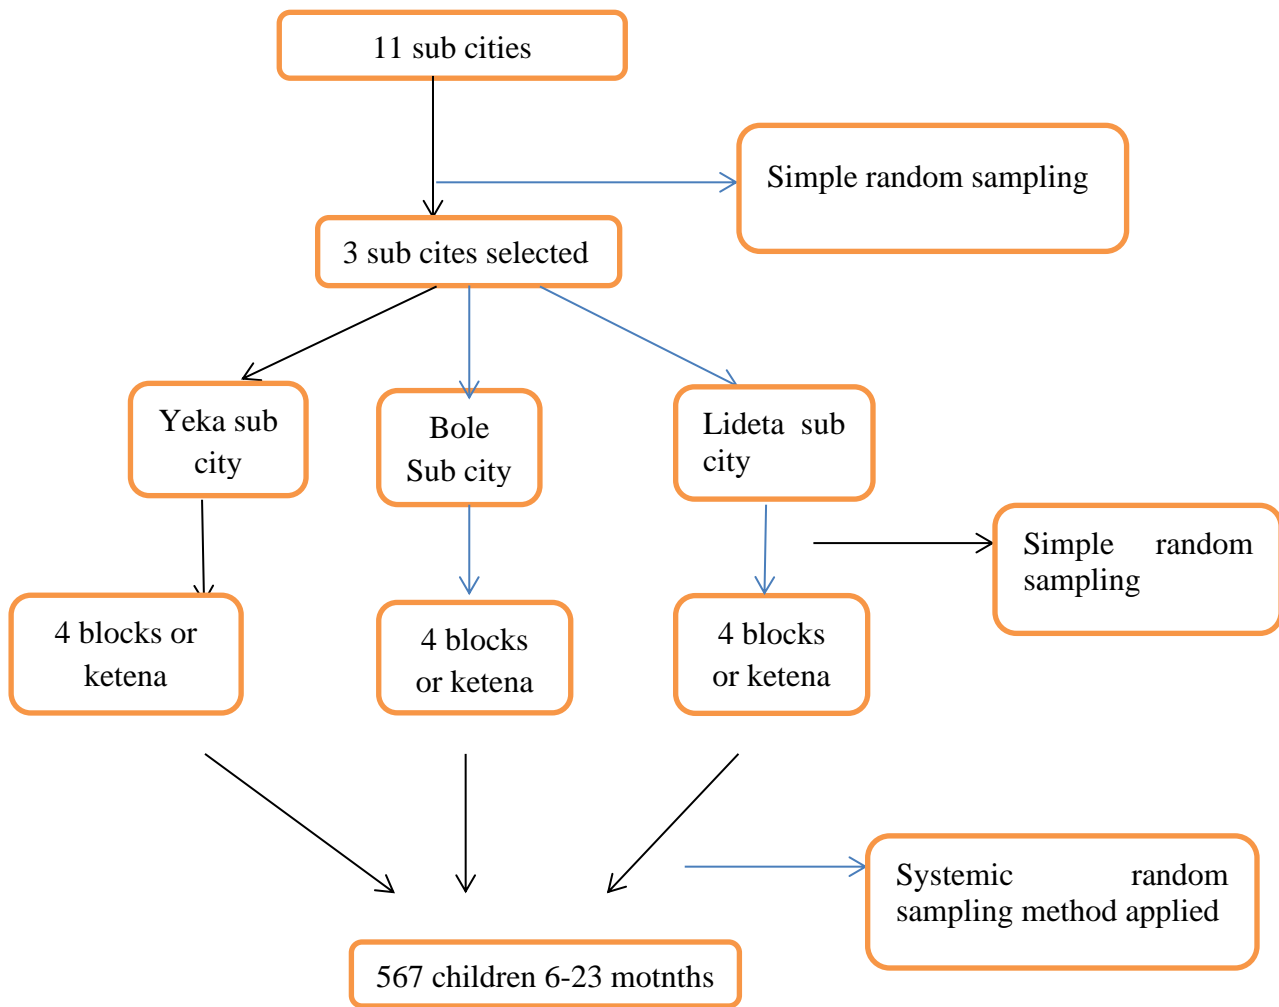 11 sub cities
Simple random sampling
3 sub cites selected
Yeka sub
city
Bole
Sub city
Lideta sub
city
Simple random
sampling
4 blocks or
ketena
4 blocks
or ketena
4 blocks
or ketena
Systemic random
sampling method applied
567 children 6-23 motnths